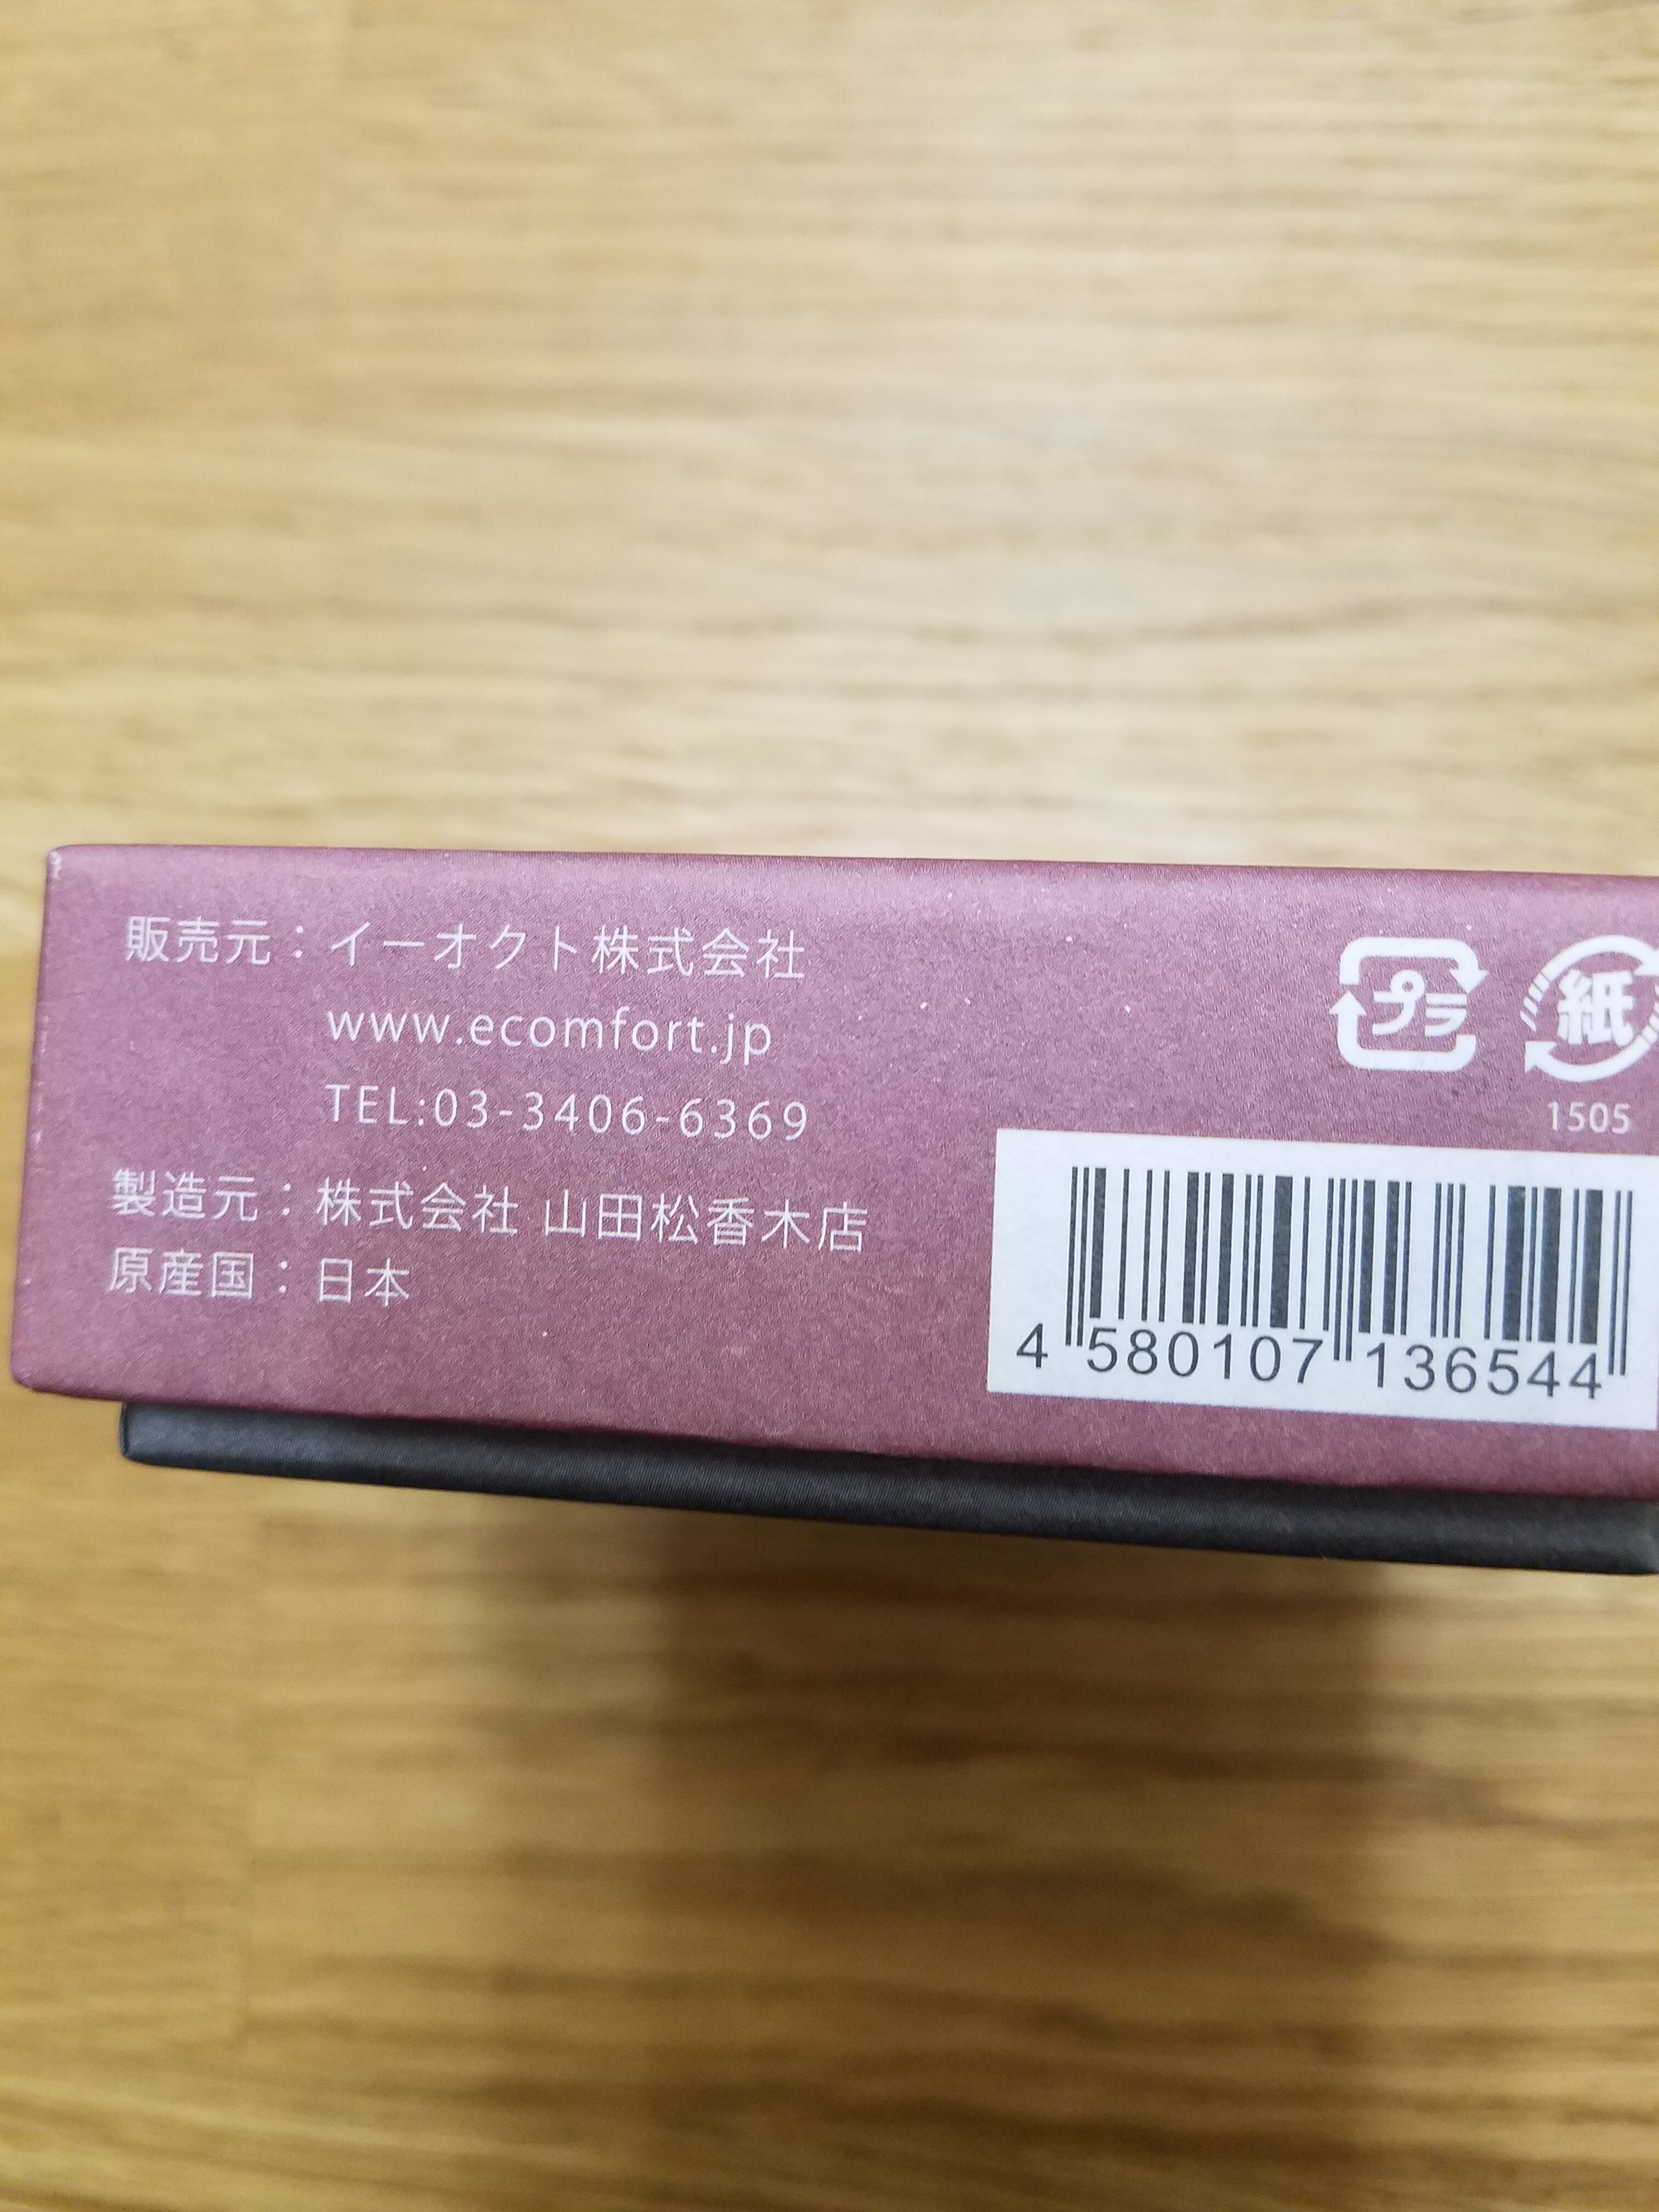 販売元：イーオクト株式会社
www.ecomfort.jp
TEL:03-3406-6369
製造元：株式会社 山田松香木店
原産国：日本
プラ
紙
1505
4 580107 136544